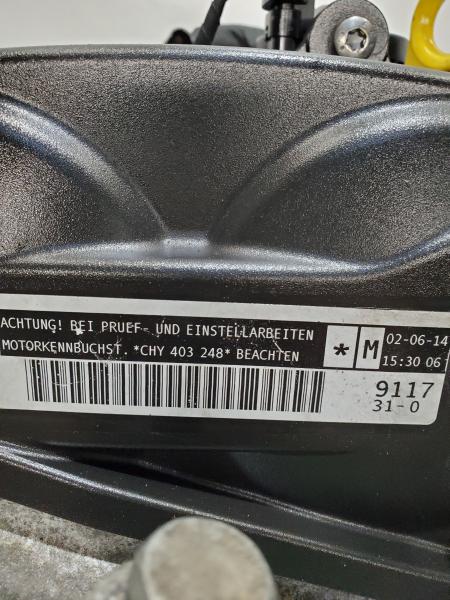 ACHTUNG! BEI PRUEF- UND EINSTELLARBEITEN
MOTORKENNBUCHST. *CHY 403 248* BEACHTEN
* M
02-06-14
15:30 06
9117
31-0